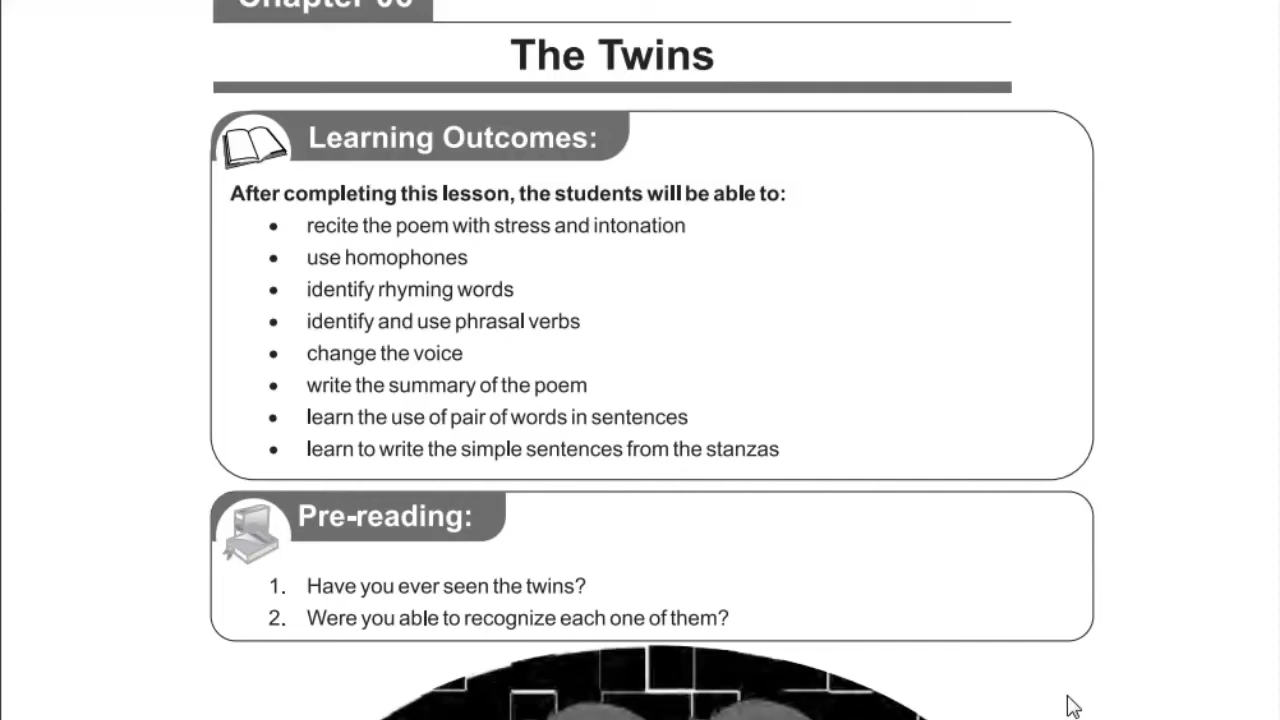 Chapter 06
The Twins
Learning Outcomes:
After completing this lesson, the students will be able to:
• recite the poem with stress and intonation
• use homophones
• identify rhyming words
• identify and use phrasal verbs
• change the voice
• write the summary of the poem
• learn the use of pair of words in sentences
• learn to write the simple sentences from the stanzas
Pre-reading:
1. Have you ever seen the twins?
2. Were you able to recognize each one of them?